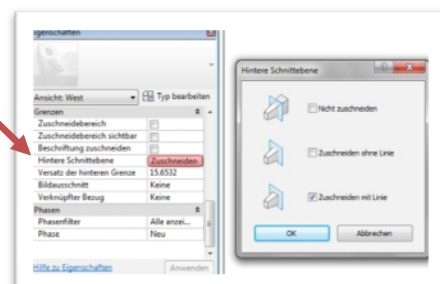 Eigenschaften
Ansicht: West
Typ bearbeiten
Grenzen
Zuschneidebereich
Zuschneidebereich sichtbar
Beschriftung zuschneiden
Hintere Schnittebene Zuschneiden
Versatz der hinteren Grenze 15.6532
Bildausschnitt Keine
Verknüpfter Bezug Keine
Phasen
Phasenfilter Alle anzei...
Phase Neu
Hilfe zu Eigenschaften Anwenden
Hintere Schnittebene
Nicht zuschneiden
Zuschneiden ohne Linie
Zuschneiden mit Linie
OK Abbrechen